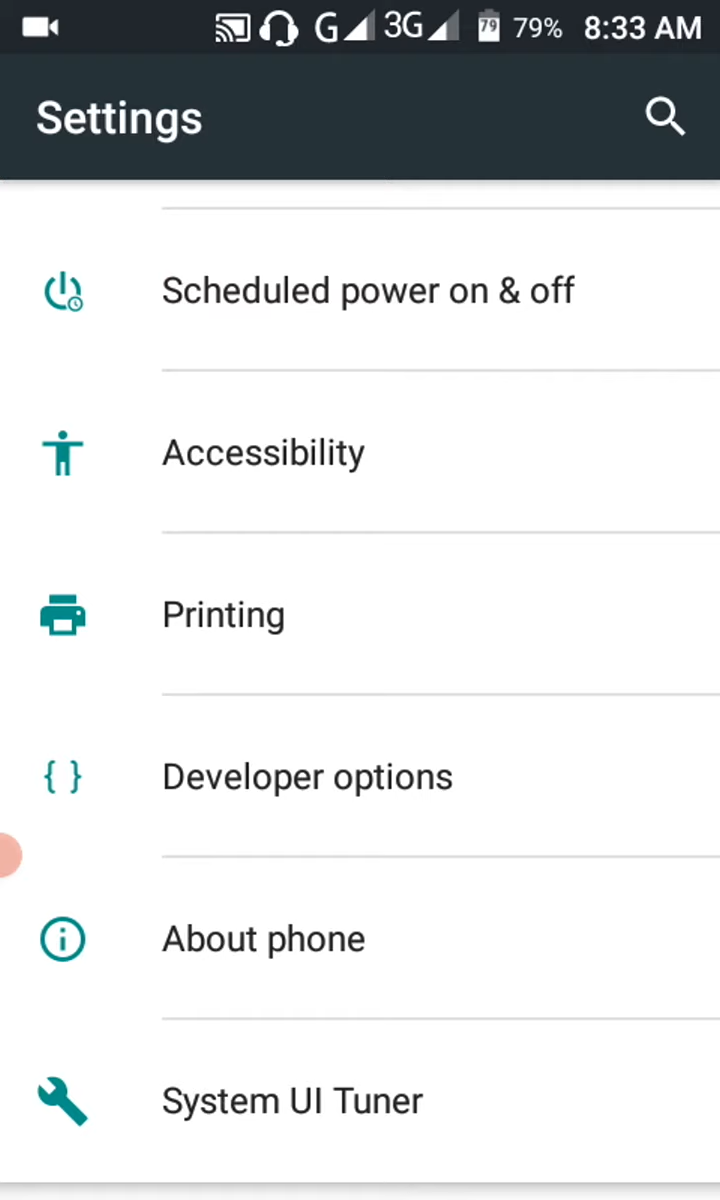 G 3G 79 79% 8:33 AM
Settings
Scheduled power on & off
Accessibility
Printing
{ } Developer options
About phone
System UI Tuner